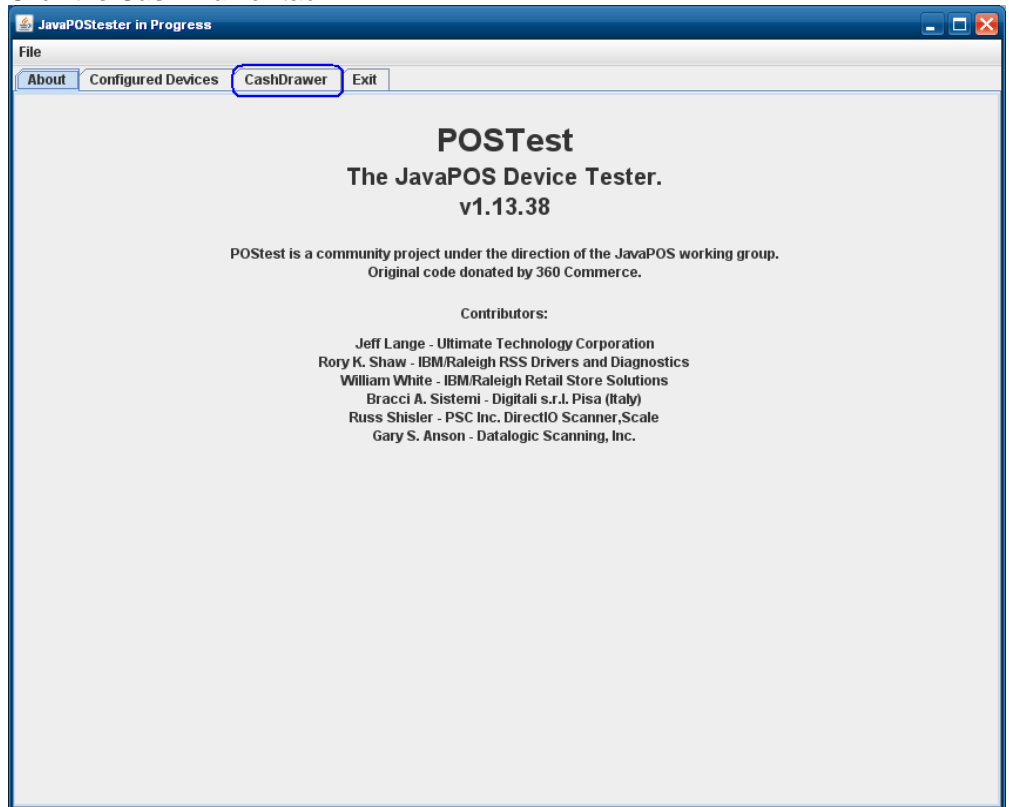 JavaPOStester in Progress
File
About Configured Devices CashDrawer Exit
POSTest
The JavaPOS Device Tester.
v1.13.38
POStest is a community project under the direction of the JavaPOS working group.
Original code donated by 360 Commerce.
Contributors:
Jeff Lange - Ultimate Technology Corporation
Rory K. Shaw - IBM/Raleigh RSS Drivers and Diagnostics
William White - IBM/Raleigh Retail Store Solutions
Bracci A. Sistemi - Digitali s.r.l. Pisa (Italy)
Russ Shisler - PSC Inc. DirectIO Scanner,Scale
Gary S. Anson - Datalogic Scanning, Inc.